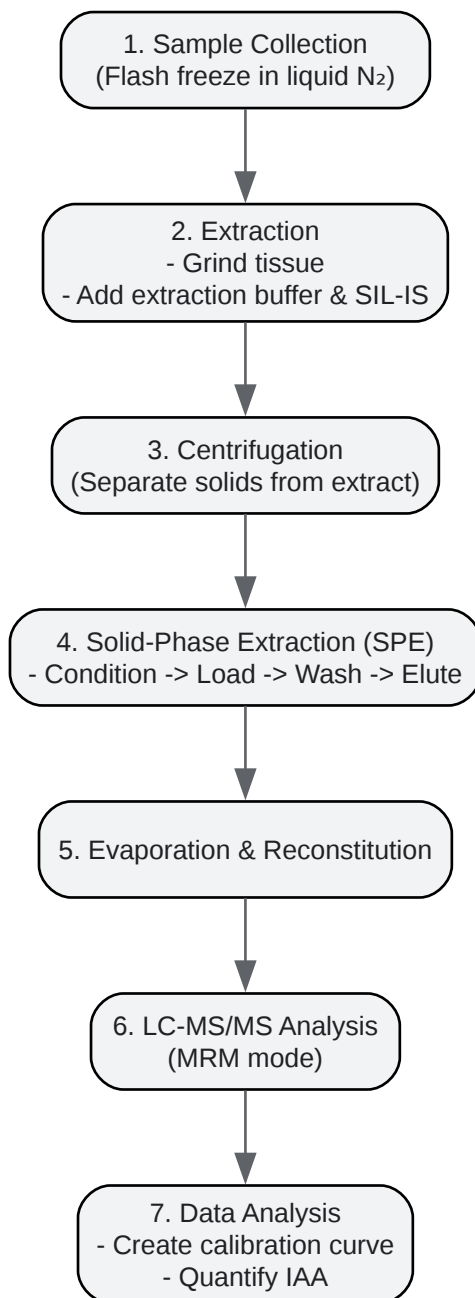 1. Sample Collection
(Flash freeze in liquid N₂)
2. Extraction
- Grind tissue
- Add extraction buffer & SIL-IS
3. Centrifugation
(Separate solids from extract)
4. Solid-Phase Extraction (SPE)
- Condition -> Load -> Wash -> Elute
5. Evaporation & Reconstitution
6. LC-MS/MS Analysis
(MRM mode)
7. Data Analysis
- Create calibration curve
- Quantify IAA